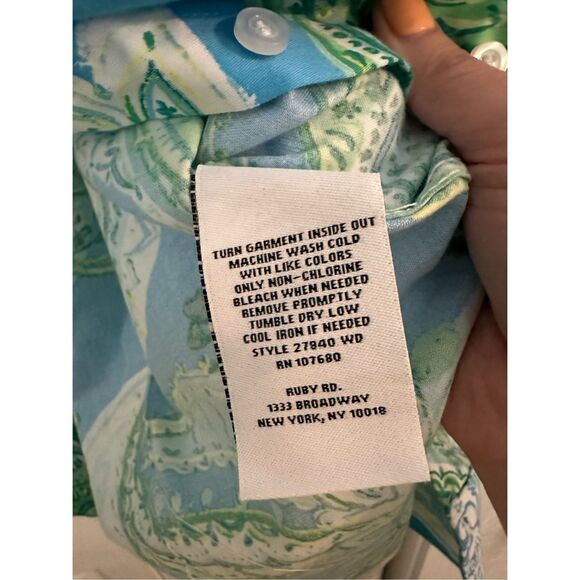 TURN GARMENT INSIDE OUT
MACHINE WASH COLD
WITH LIKE COLORS
ONLY NON-CHLORINE
BLEACH WHEN NEEDED
REMOVE PROMPTLY
TUMBLE DRY LOW
COOL IRON IF NEEDED
STYLE 27840 WD
RN 107680
RUBY RD.
1333 BROADWAY
NEW YORK, NY 10018